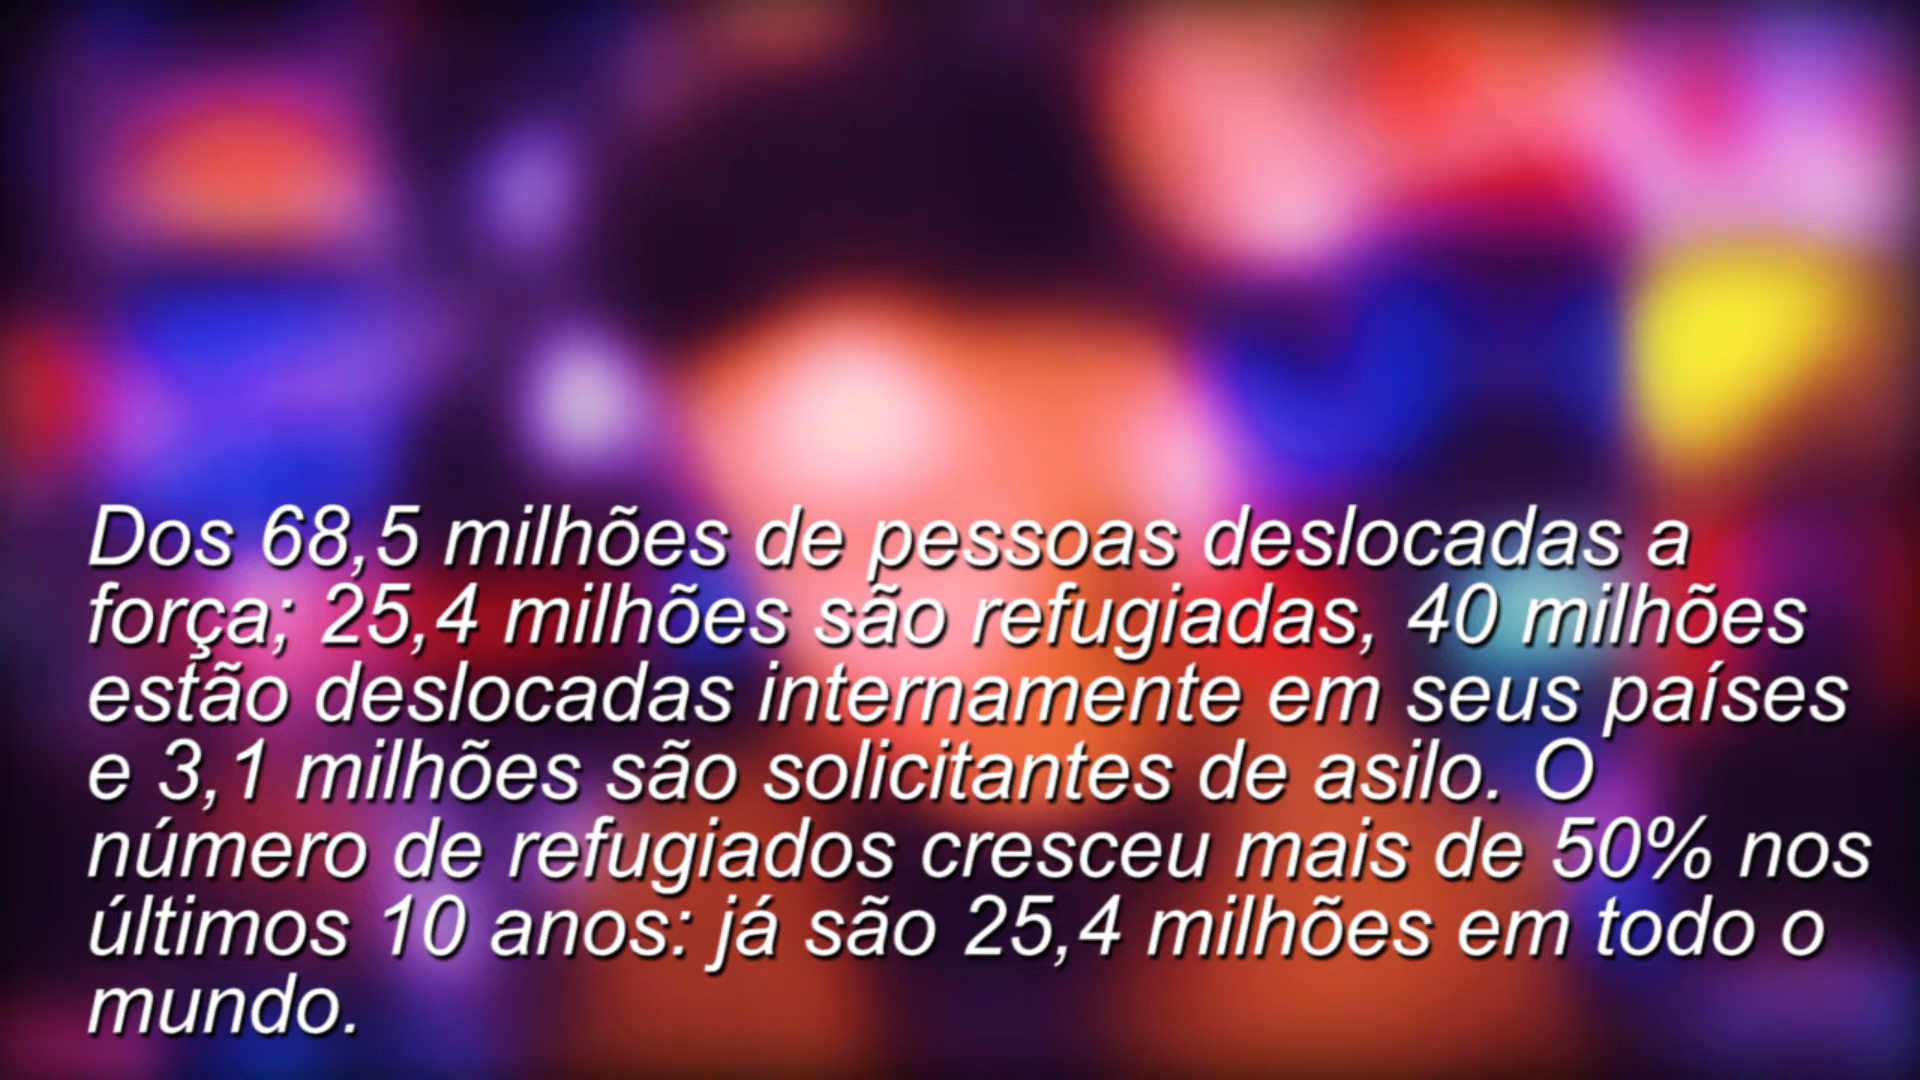 Dos 68,5 milhões de pessoas deslocadas a
força; 25,4 milhões são refugiadas, 40 milhões
estão deslocadas internamente em seus países
e 3,1 milhões são solicitantes de asilo. O
número de refugiados cresceu mais de 50% nos
últimos 10 anos: já são 25,4 milhões em todo o
mundo.